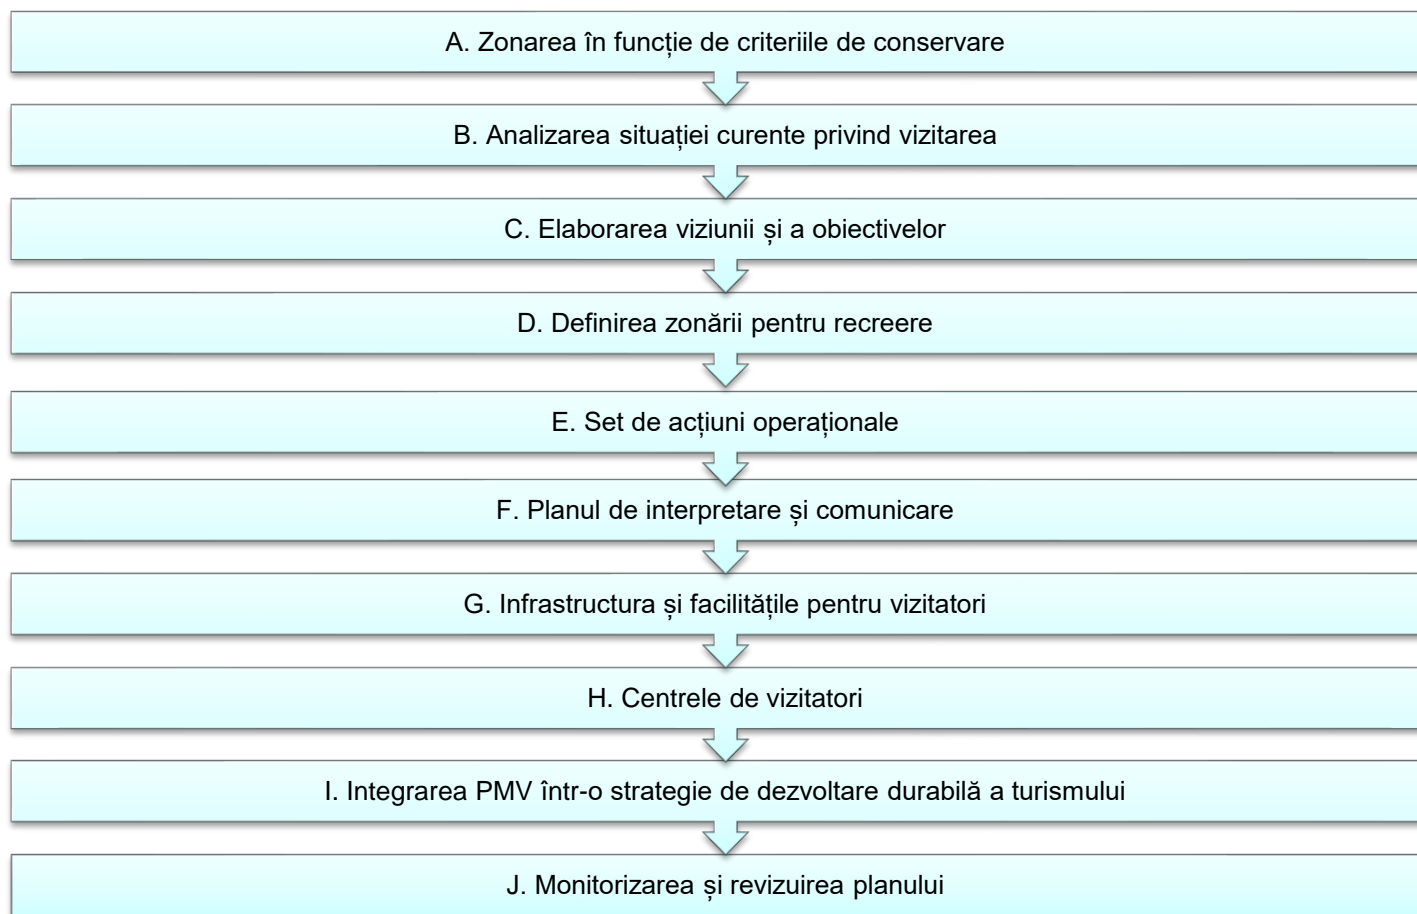 A. Zonarea în funcție de criteriile de conservare
B. Analizarea situației curente privind vizitarea
C. Elaborarea viziunii și a obiectivelor
D. Definirea zonării pentru recreere
E. Set de acțiuni operaționale
F. Planul de interpretare și comunicare
G. Infrastructura și facilitățile pentru vizitatori
H. Centrele de vizitatori
I. Integrarea PMV într-o strategie de dezvoltare durabilă a turismului
J. Monitorizarea și revizuirea planului